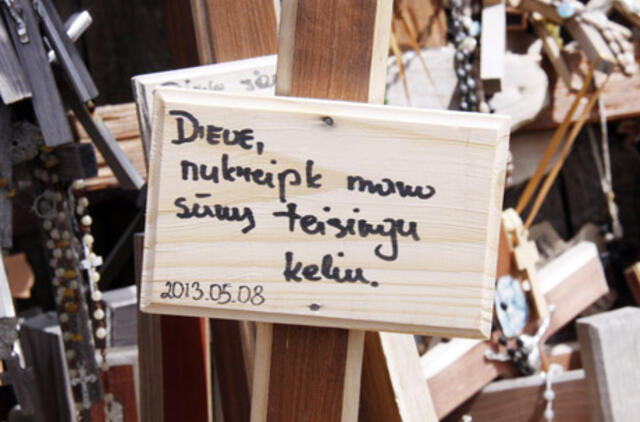 DIEVE,
nukreipk mano
sūnų teisingu
keliu.
2013.05.08